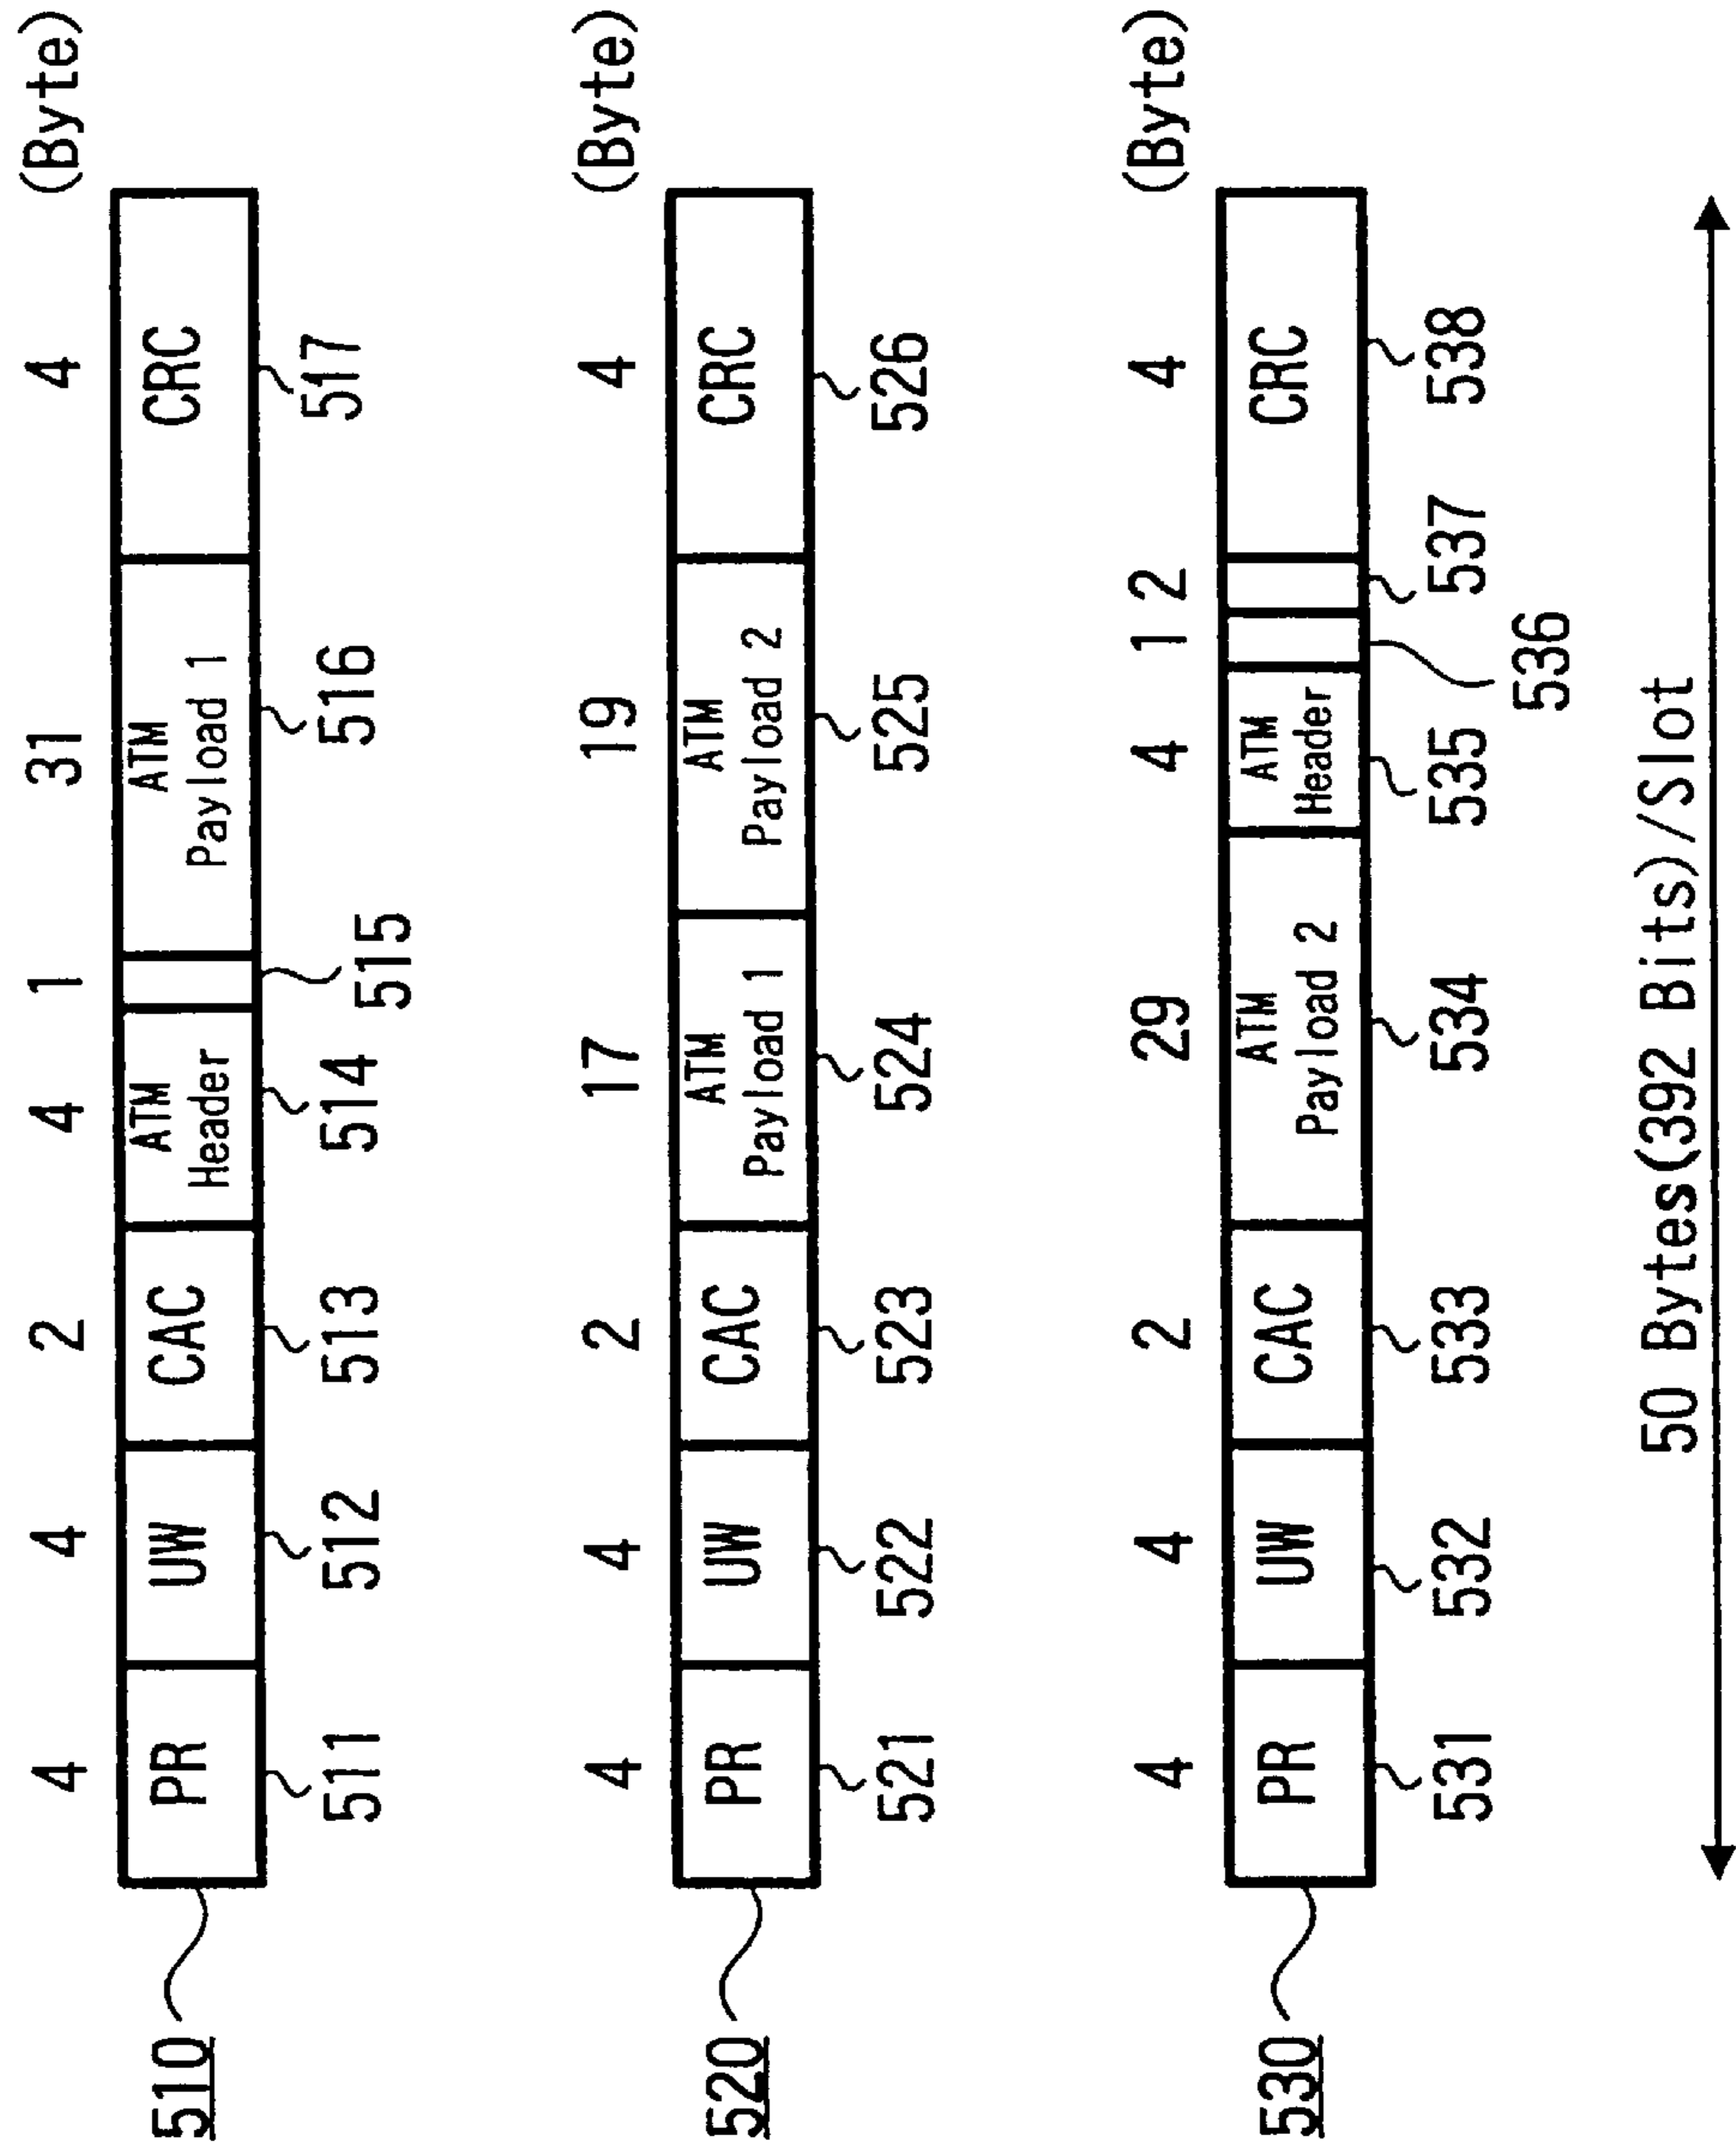 4 4 2 4 1 31 4 (Byte)
510 PR UW CAC ATM Header ATM Payload 1 CRC
511 512 513 514 515 516 517
4 4 2 17 19 4 (Byte)
520 PR UW CAC ATM Payload 1 ATM Payload 2 CRC
521 522 523 524 525 526
4 4 2 29 4 1 2 4 (Byte)
530 PR UW CAC ATM Payload 2 ATM Header CRC
531 532 533 534 535 536 537 538
50 Bytes(392 Bits)/Slot